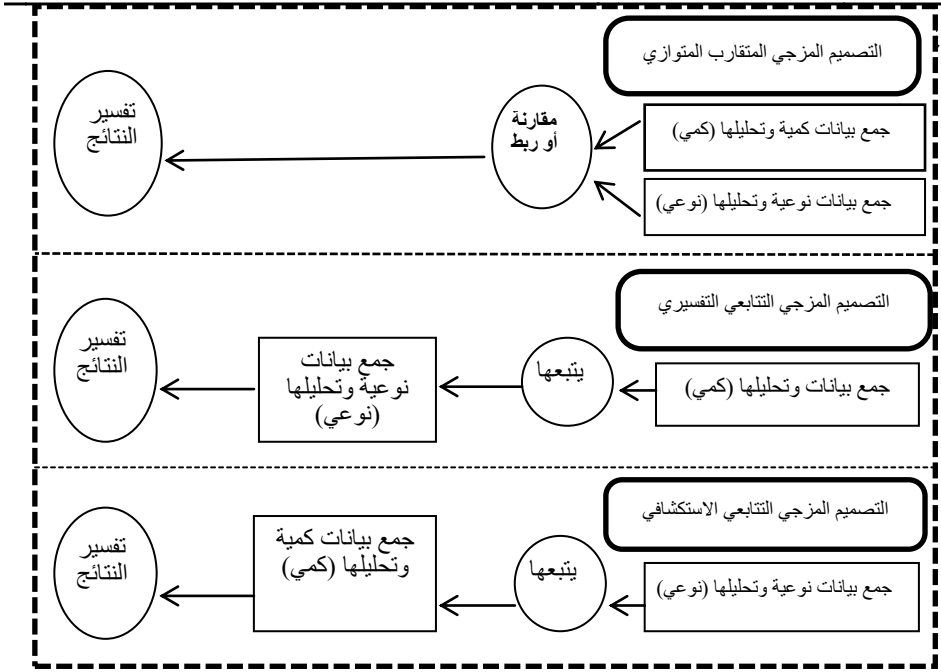 التصميم المزجي المتقارب المتوازي
جمع بيانات كمية وتحليلها (كمي)
جمع بيانات نوعية وتحليلها (نوعي)
مقارنة
أو ربط
تفسير
النتائج
التصميم المزجي التتابعي التفسيري
جمع بيانات وتحليلها (كمي)
يتبعها
جمع بيانات
نوعية وتحليلها
(نوعي)
تفسير
النتائج
التصميم المزجي التتابعي الاستكشافي
جمع بيانات نوعية وتحليلها (نوعي)
يتبعها
جمع بيانات كمية
وتحليلها (كمي)
تفسير
النتائج